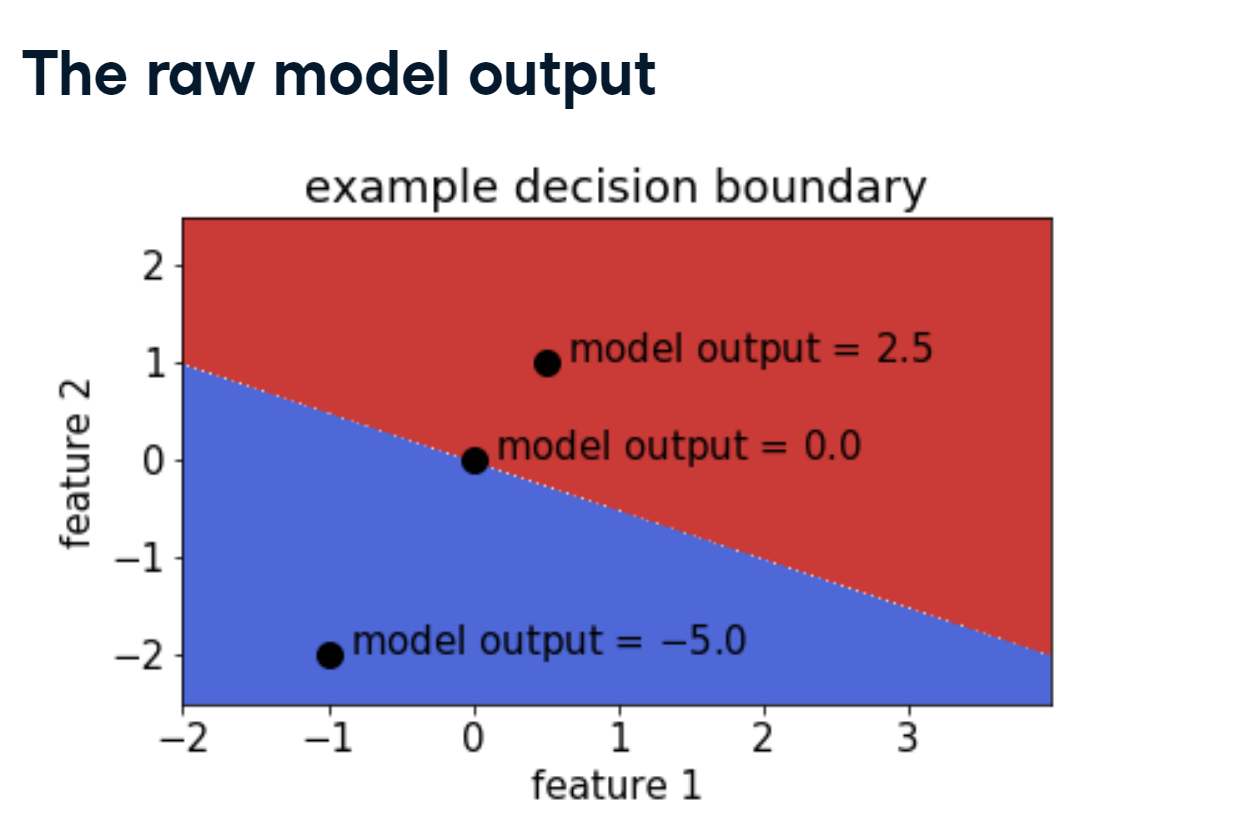 The raw model output
example decision boundary
2
1
0
−1
−2
feature 2
model output = 2.5
model output = 0.0
model output = −5.0
−2 −1 0 1 2 3
feature 1